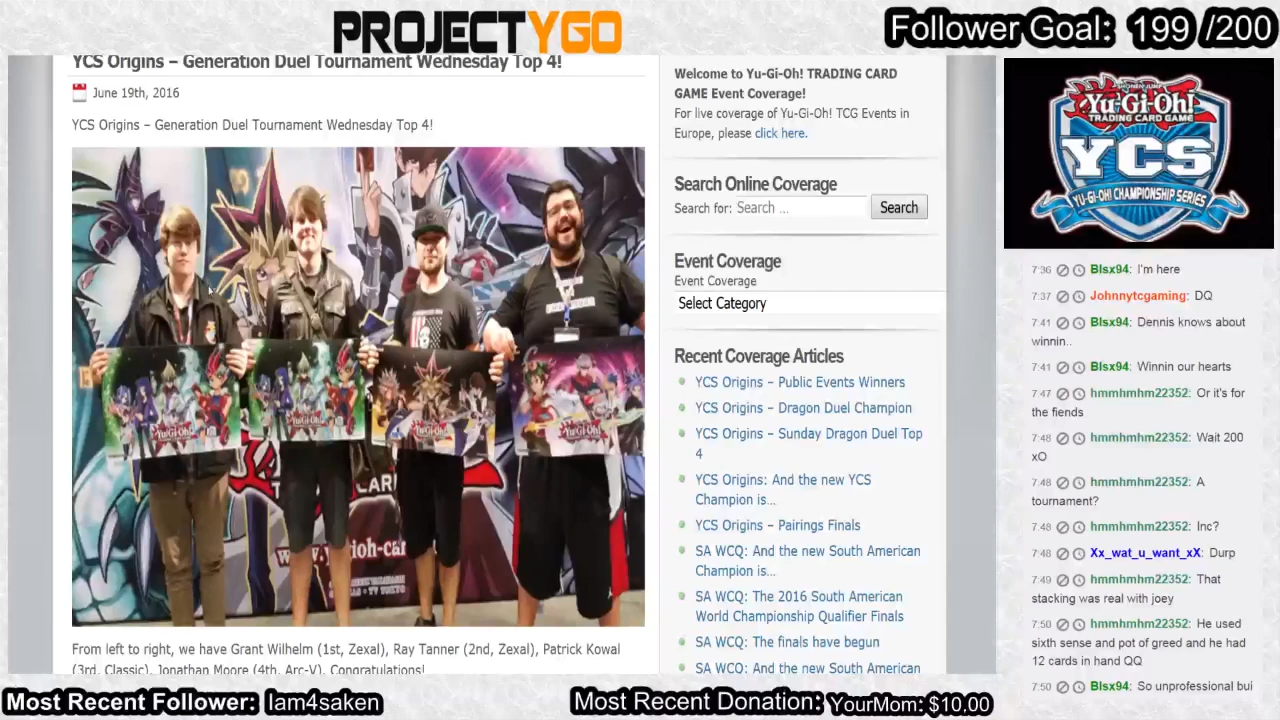 PROJECTYGO
Follower Goal: 199 /200
YCS Origins – Generation Duel Tournament Wednesday Top 4!
June 19th, 2016
YCS Origins – Generation Duel Tournament Wednesday Top 4!
From left to right, we have Grant Wilhelm (1st, Zexal), Ray Tanner (2nd, Zexal), Patrick Kowal
(3rd, Classic), Jonathan Moore (4th, Arc-V). Congratulations!
Welcome to Yu-Gi-Oh! TRADING CARD
GAME Event Coverage!
For live coverage of Yu-Gi-Oh! TCG Events in
Europe, please click here.
Search Online Coverage
Search for: Search ...
Search
Event Coverage
Event Coverage
Select Category
Recent Coverage Articles
YCS Origins – Public Events Winners
YCS Origins – Dragon Duel Champion
YCS Origins – Sunday Dragon Duel Top
4
YCS Origins: And the new YCS
Champion is...
YCS Origins – Pairings Finals
SA WCQ: And the new South American
Champion is...
SA WCQ: The 2016 South American
World Championship Qualifier Finals
SA WCQ: The finals have begun
SA WCQ: And the new South American
SHONEN JUMP
Yu-Gi-Oh!
TRADING CARD GAME
YCS
YU-GI-OH! CHAMPIONSHIP SERIES
7:36 Blsx94: I'm here
7:37 Johnnytcgaming: DQ
7:41 Blsx94: Dennis knows about
winnin..
7:41 Blsx94: Winnin our hearts
7:47 hmmhmhm22352: Or it's for
the fiends
7:48 hmmhmhm22352: Wait 200
xO
7:48 hmmhmhm22352: A
tournament?
7:48 hmmhmhm22352: Inc?
7:48 Xx_wat_u_want_xX: Durp
7:49 hmmhmhm22352: That
stacking was real with joey
7:50 hmmhmhm22352: He used
sixth sense and pot of greed and he had
12 cards in hand QQ
7:50 Blsx94: So unprofessional bui
Most Recent Follower: Iam4saken
Most Recent Donation: YourMom: $10.00